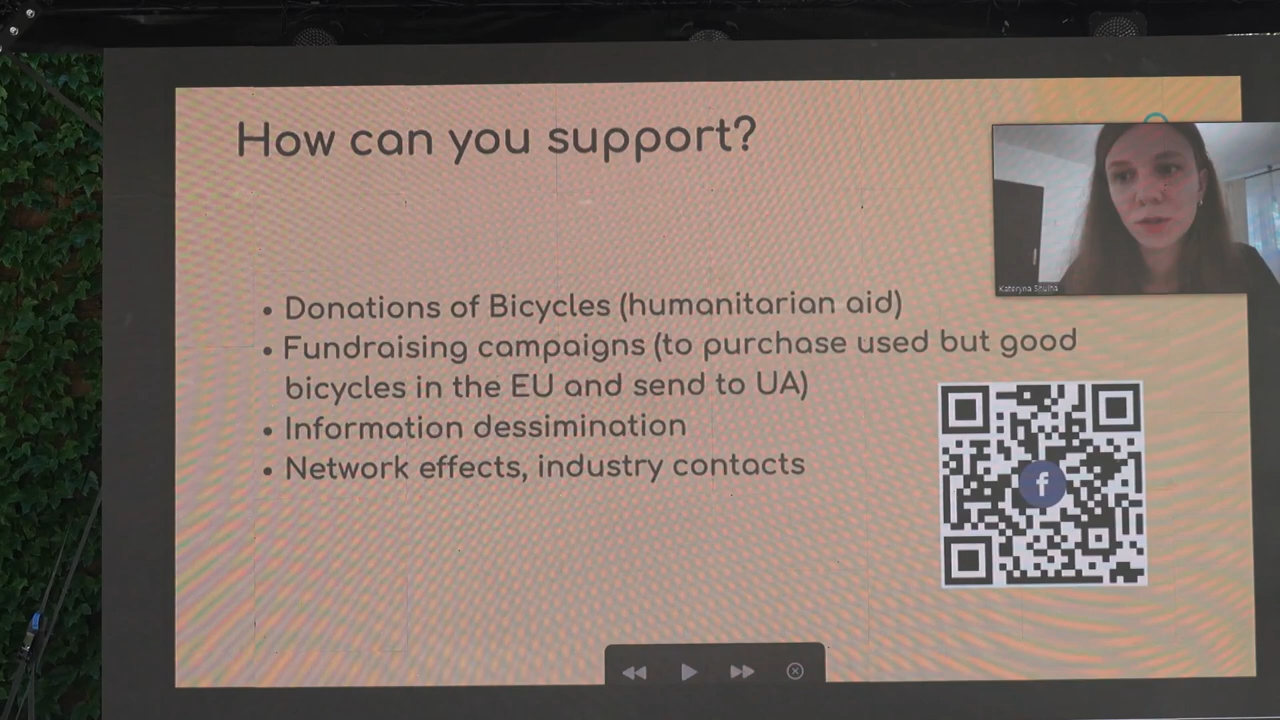 How can you support?
Kateryna Shulha
• Donations of Bicycles (humanitarian aid)
• Fundraising campaigns (to purchase used but good
bicycles in the EU and send to UA)
• Information dessimination
• Network effects, industry contacts
f